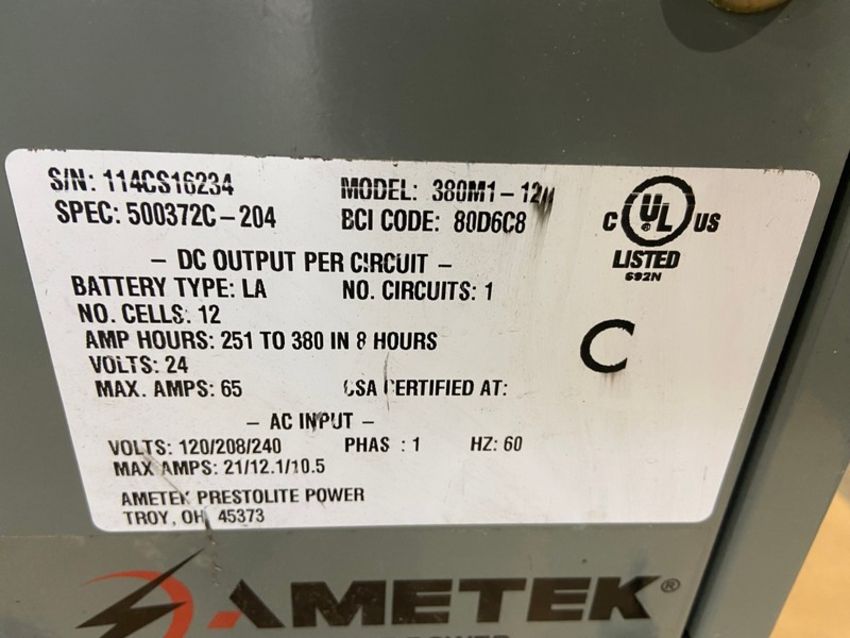 S/N: 114CS16234 MODEL: 380M1-12
SPEC: 500372C-204 BCI CODE: 80D6C8
C UL ® US
LISTED
692N
- DC OUTPUT PER CIRCUIT -
BATTERY TYPE: LA NO. CIRCUITS: 1
NO. CELLS: 12
AMP HOURS: 251 TO 380 IN 8 HOURS
VOLTS: 24
MAX. AMPS: 65 CSA CERTIFIED AT:
C
- AC INPUT -
VOLTS: 120/208/240 PHAS : 1 HZ: 60
MAX AMPS: 21/12.1/10.5
AMETEK PRESTOLITE POWER
TROY, OH 45373
AMETEK®
POWER